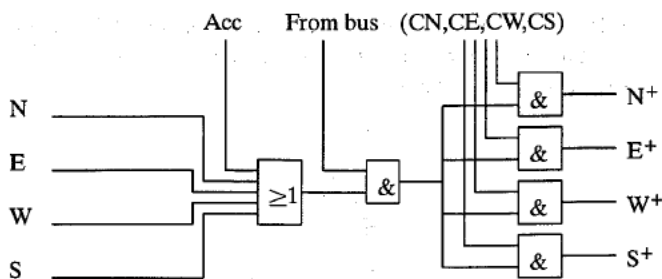 Acc From bus (CN,CE,CW,CS)
N & N+
E & E+
≥1 &
W & W+
S & S+